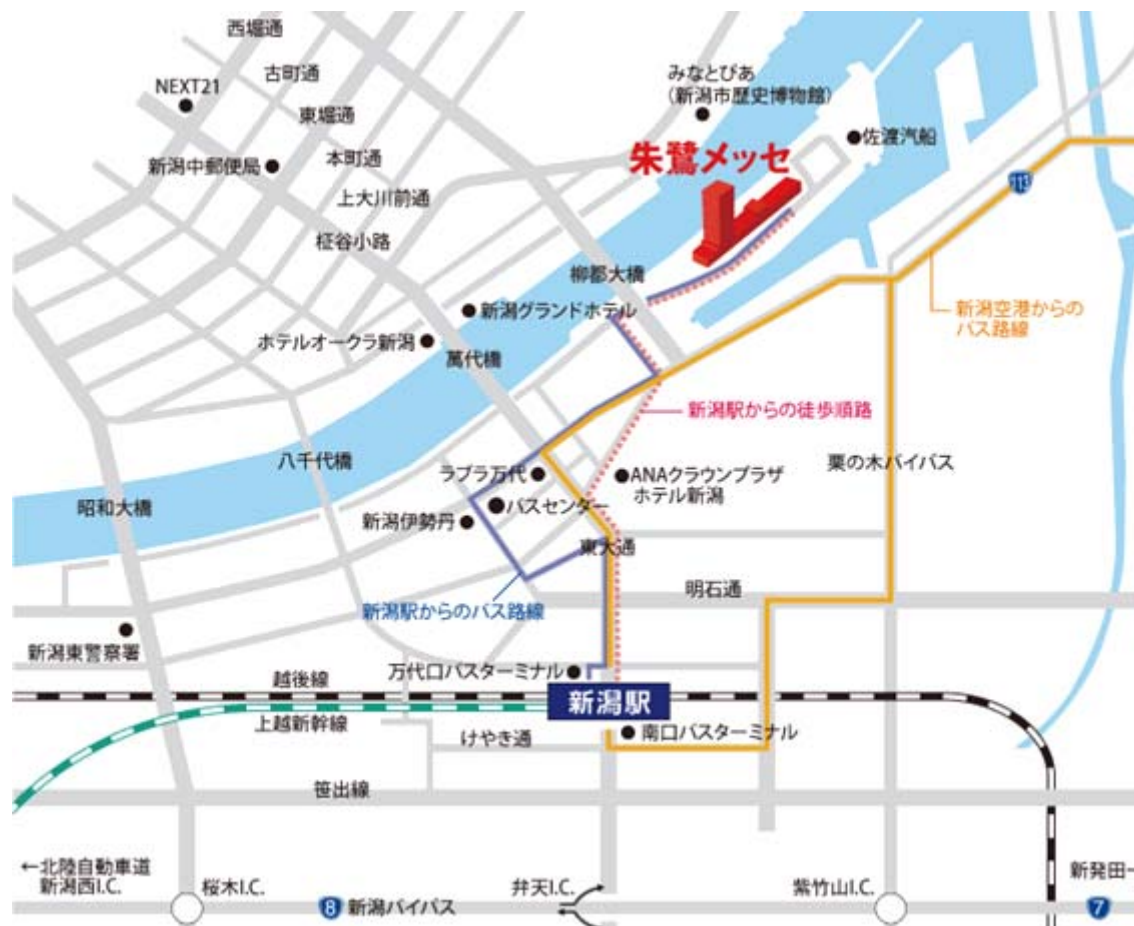 西堀通
古町通
NEXT21
東堀通
本町通
新潟中郵便局
上大川前通
柾谷小路
みなとぴあ
(新潟市歴史博物館)
佐渡汽船
朱鷺メッセ
113
柳都大橋
新潟グランドホテル
ホテルオークラ新潟
萬代橋
新潟空港からの
バス路線
新潟駅からの徒歩順路
八千代橋
昭和大橋
ラブラ万代
バスセンター
新潟伊勢丹
ANAクラウンプラザ
ホテル新潟
栗の木バイパス
東大通
明石通
新潟駅からのバス路線
新潟東警察署
万代口バスターミナル
越後線
新潟駅
上越新幹線
けやき通
南口バスターミナル
笹出線
←北陸自動車道
新潟西I.C.
桜木I.C.
弁天I.C.
紫竹山I.C.
新発田
8
新潟バイパス
7